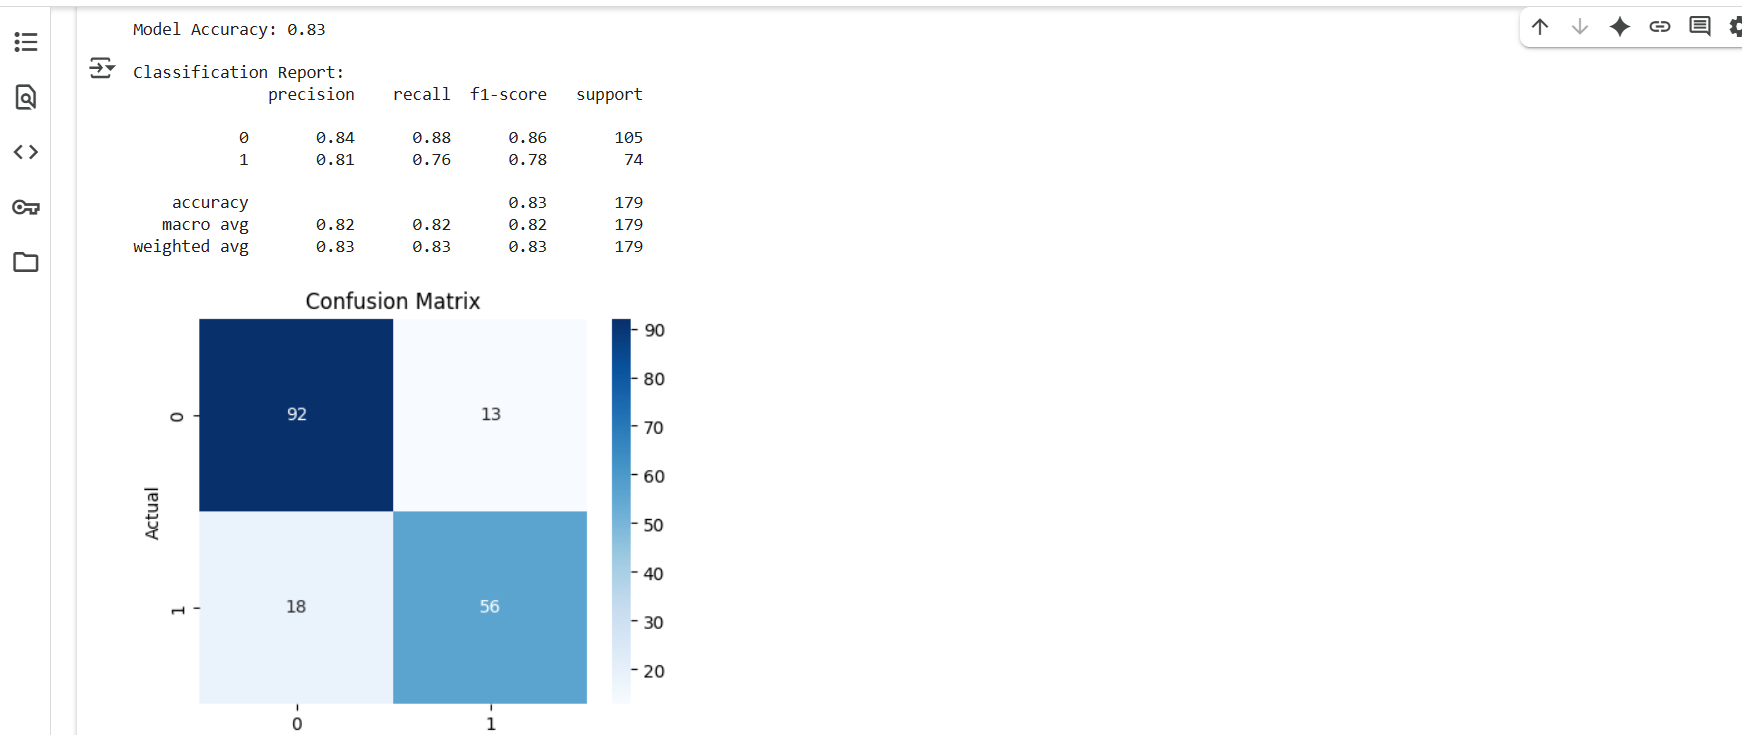 Model Accuracy: 0.83
Classification Report:
precision recall f1-score support
0 0.84 0.88 0.86 105
1 0.81 0.76 0.78 74
accuracy 0.83 179
macro avg 0.82 0.82 0.82 179
weighted avg 0.83 0.83 0.83 179
Confusion Matrix
90
80
70
60
50
40
30
20
Actual
0
92 13
1
18 56
0 1